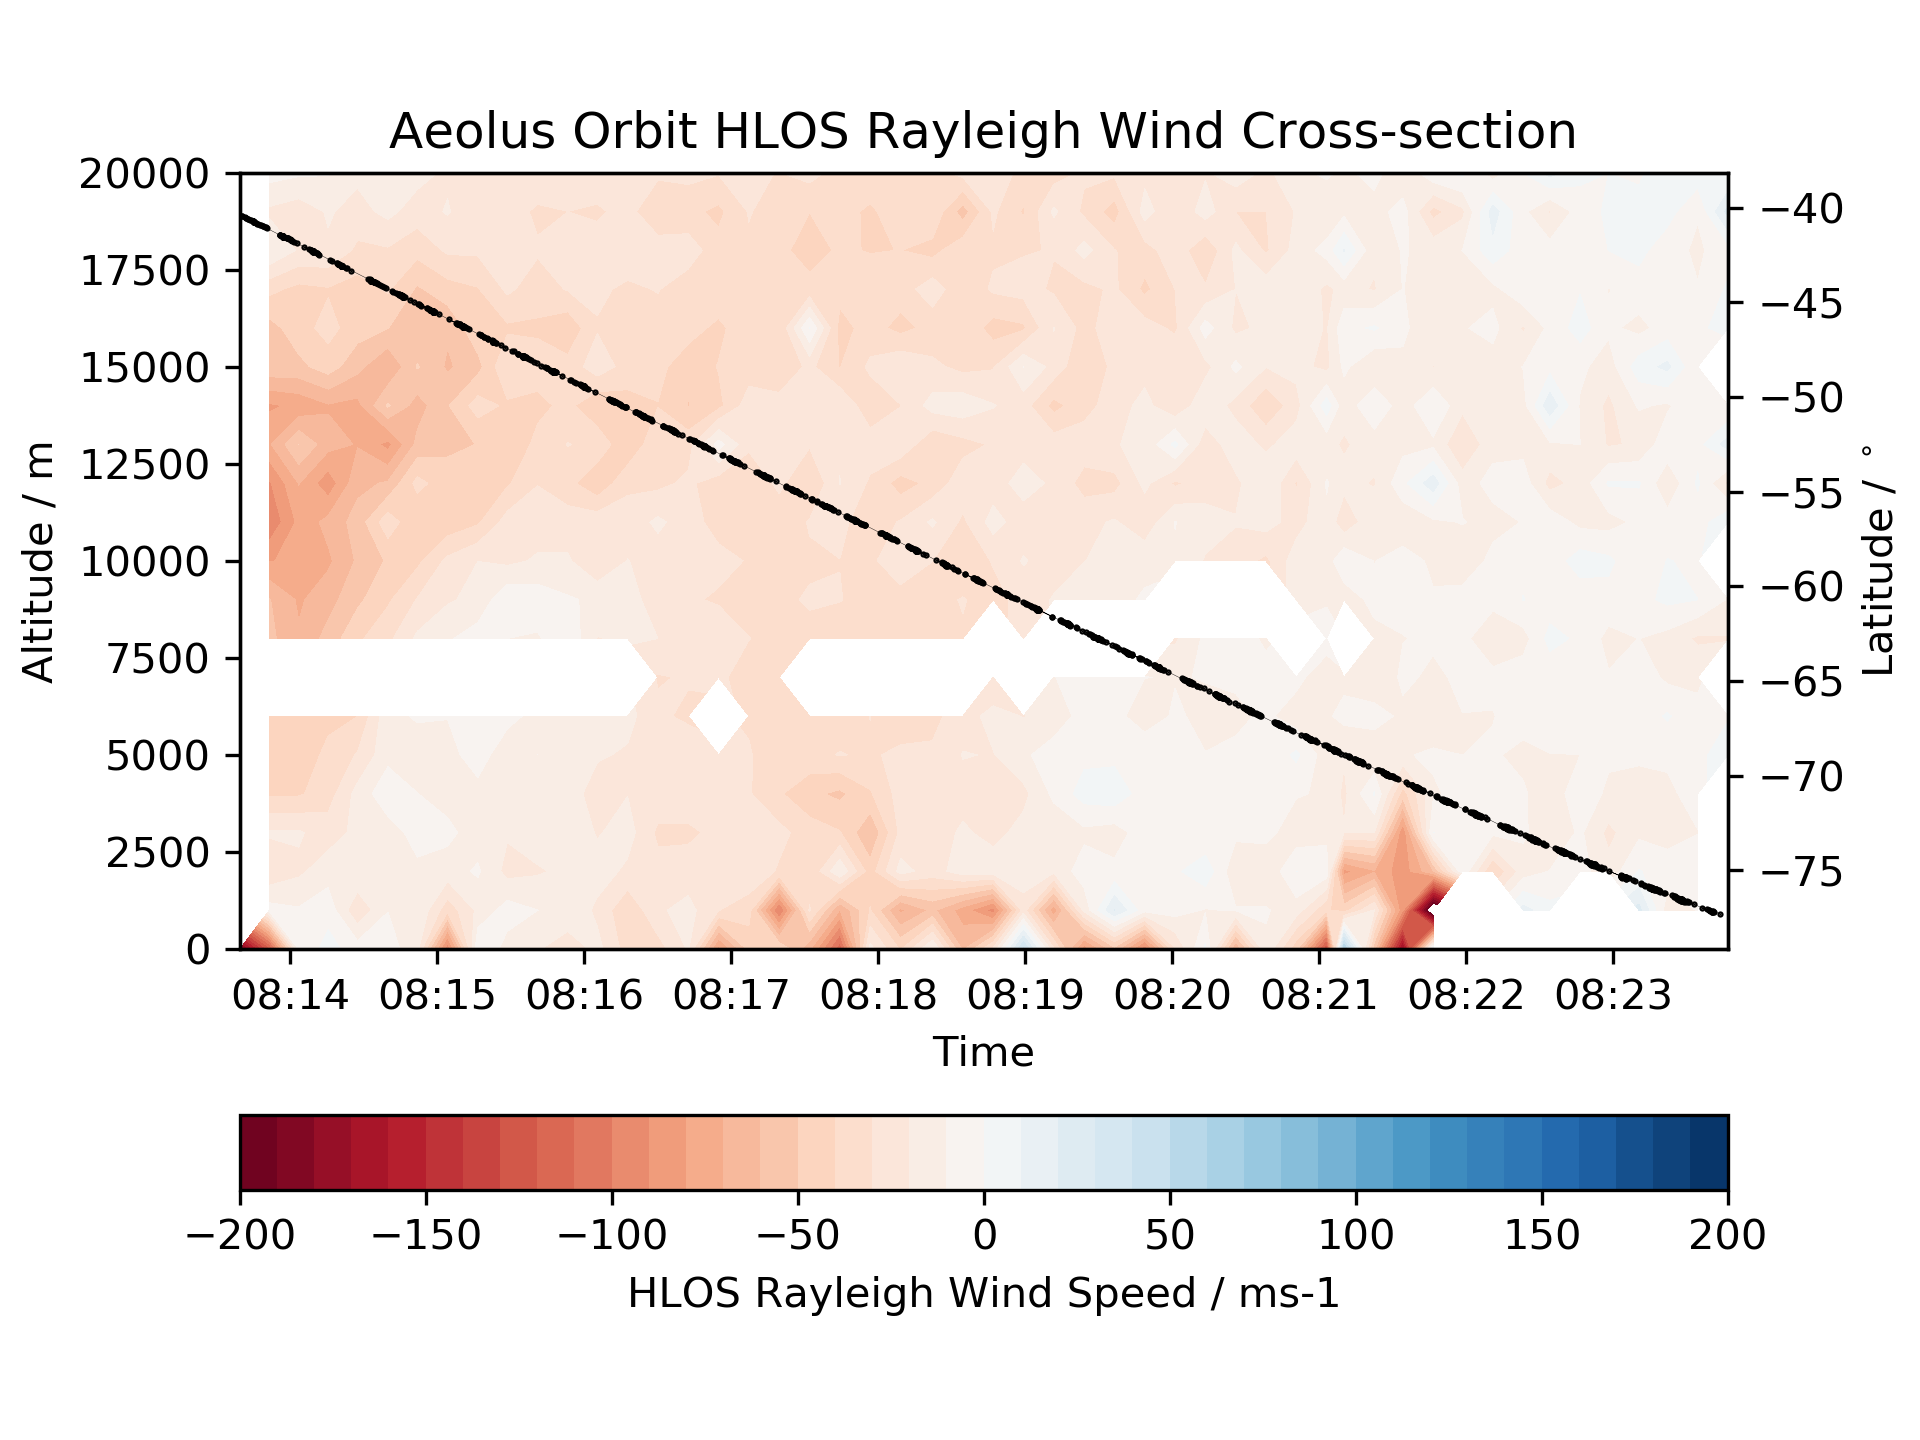 Aeolus Orbit HLOS Rayleigh Wind Cross-section
20000
17500
15000
12500
10000
7500
5000
2500
0
Altitude / m
−40
−45
−50
−55
−60
−65
−70
−75
Latitude / °
08:14 08:15 08:16 08:17 08:18 08:19 08:20 08:21 08:22 08:23
Time
−200 −150 −100 −50 0 50 100 150 200
HLOS Rayleigh Wind Speed / ms-1